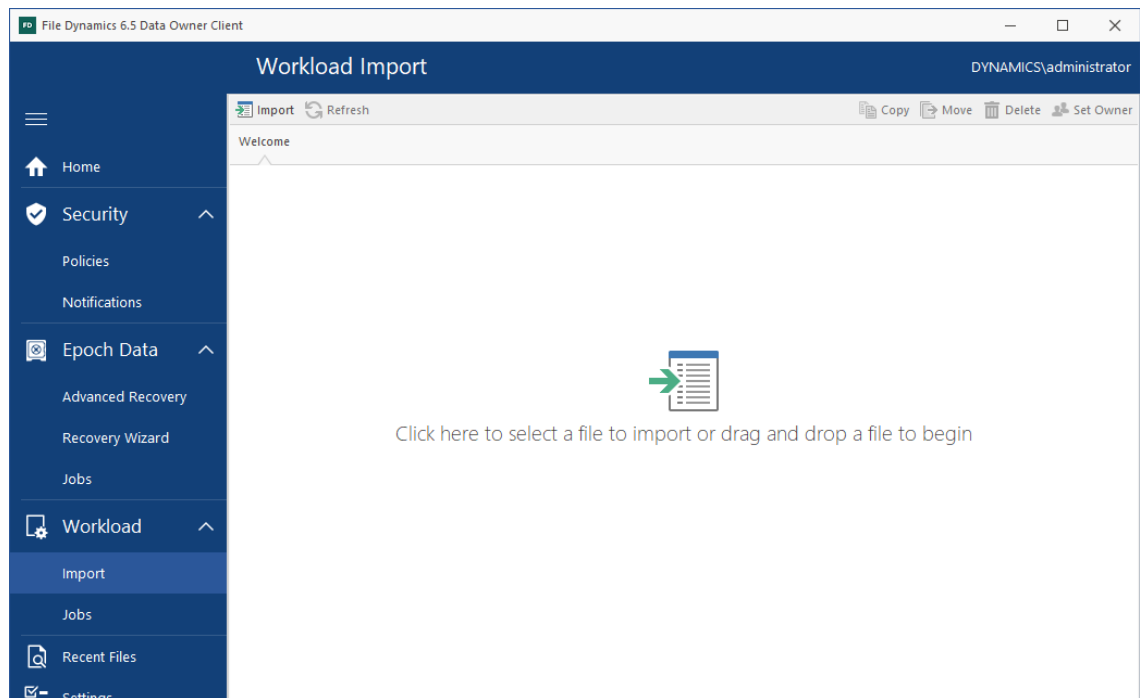 FD File Dynamics 6.5 Data Owner Client
Workload Import
DYNAMICS\administrator
Import Refresh Copy Move Delete Set Owner
Welcome
Home
Security
Policies
Notifications
Epoch Data
Advanced Recovery
Recovery Wizard
Jobs
Workload
Import
Jobs
Recent Files
Settings
Click here to select a file to import or drag and drop a file to begin